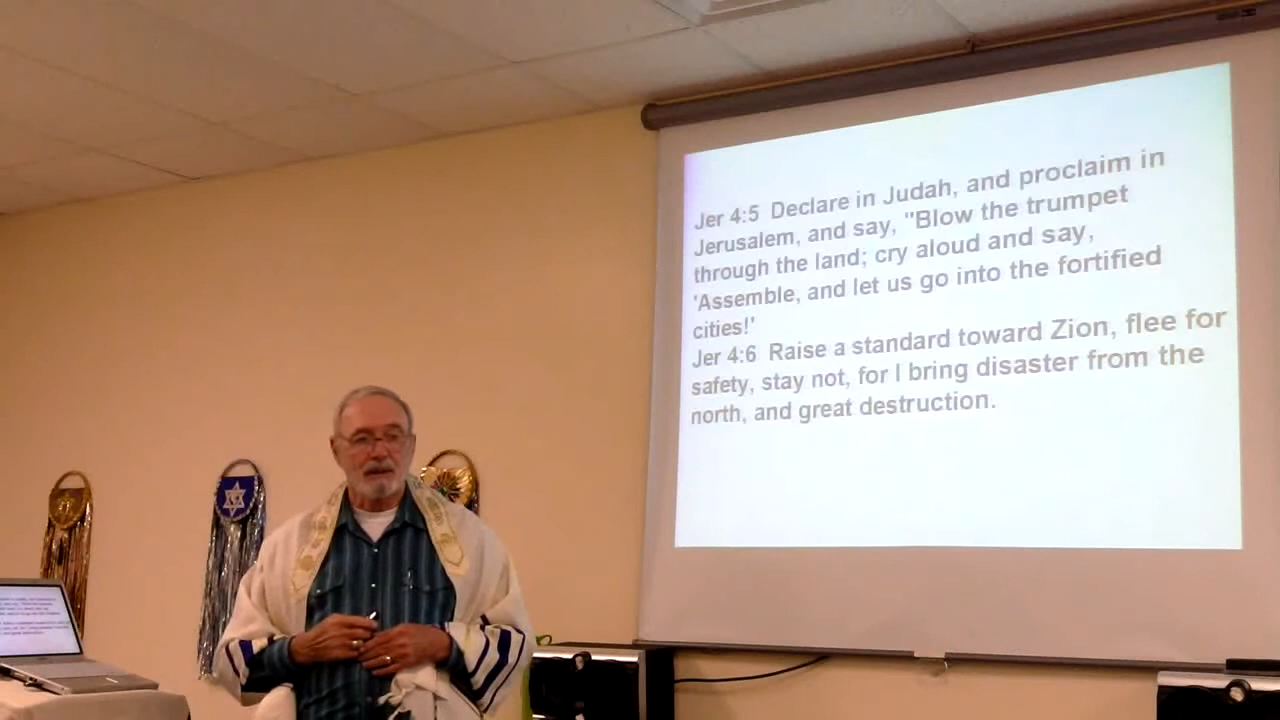 Jer 4:5 Declare in Judah, and proclaim in
Jerusalem, and say, "Blow the trumpet
through the land; cry aloud and say,
'Assemble, and let us go into the fortified
cities!'
Jer 4:6 Raise a standard toward Zion, flee for
safety, stay not, for I bring disaster from the
north, and great destruction.